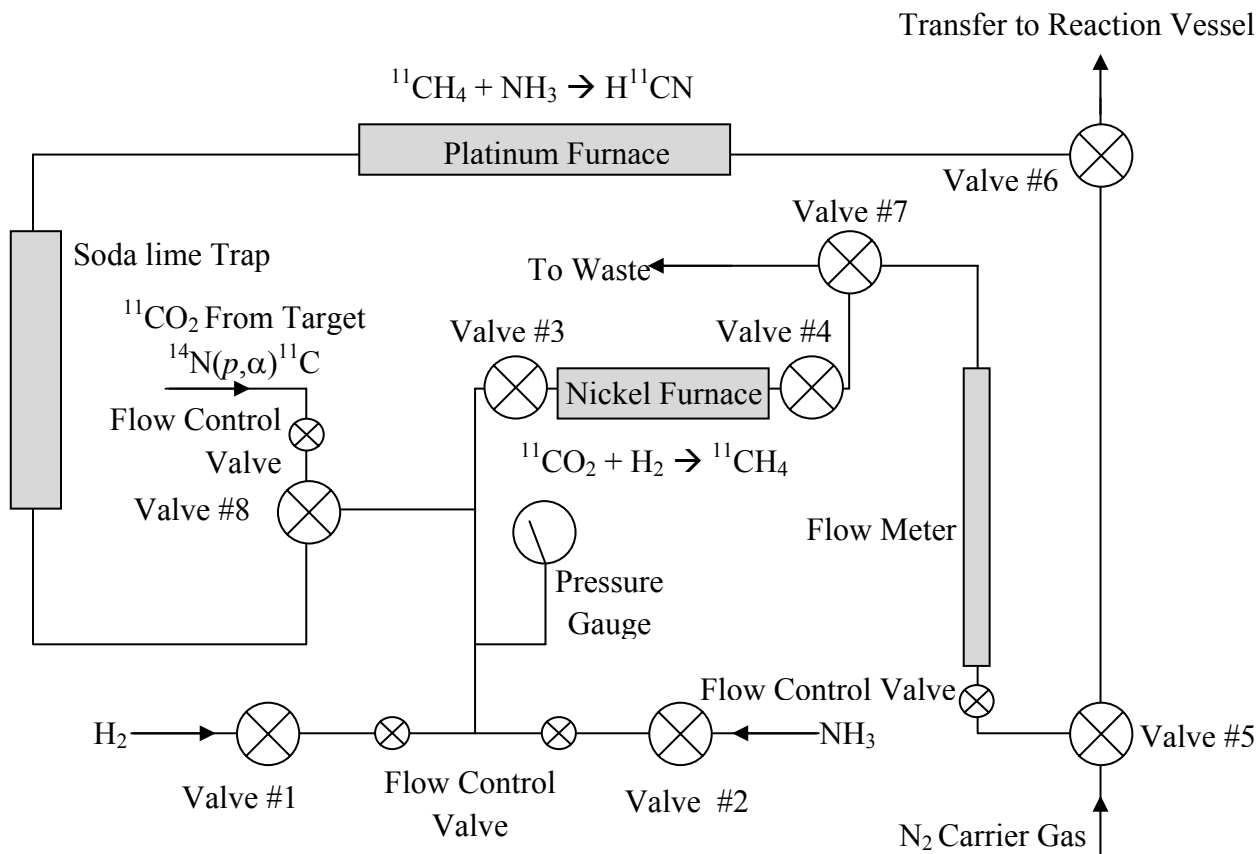 Transfer to Reaction Vessel
¹¹CH₄ + NH₃ → H¹¹CN
Platinum Furnace
Valve #6
Valve #7
Soda lime Trap
To Waste
¹¹CO₂ From Target
¹⁴N(p,α)¹¹C
Valve #3
Valve #4
Nickel Furnace
Flow Control
Valve
¹¹CO₂ + H₂ → ¹¹CH₄
Valve #8
Flow Meter
Pressure
Gauge
Flow Control Valve
H₂
NH₃
Valve #5
Valve #1
Flow Control
Valve
Valve #2
N₂ Carrier Gas